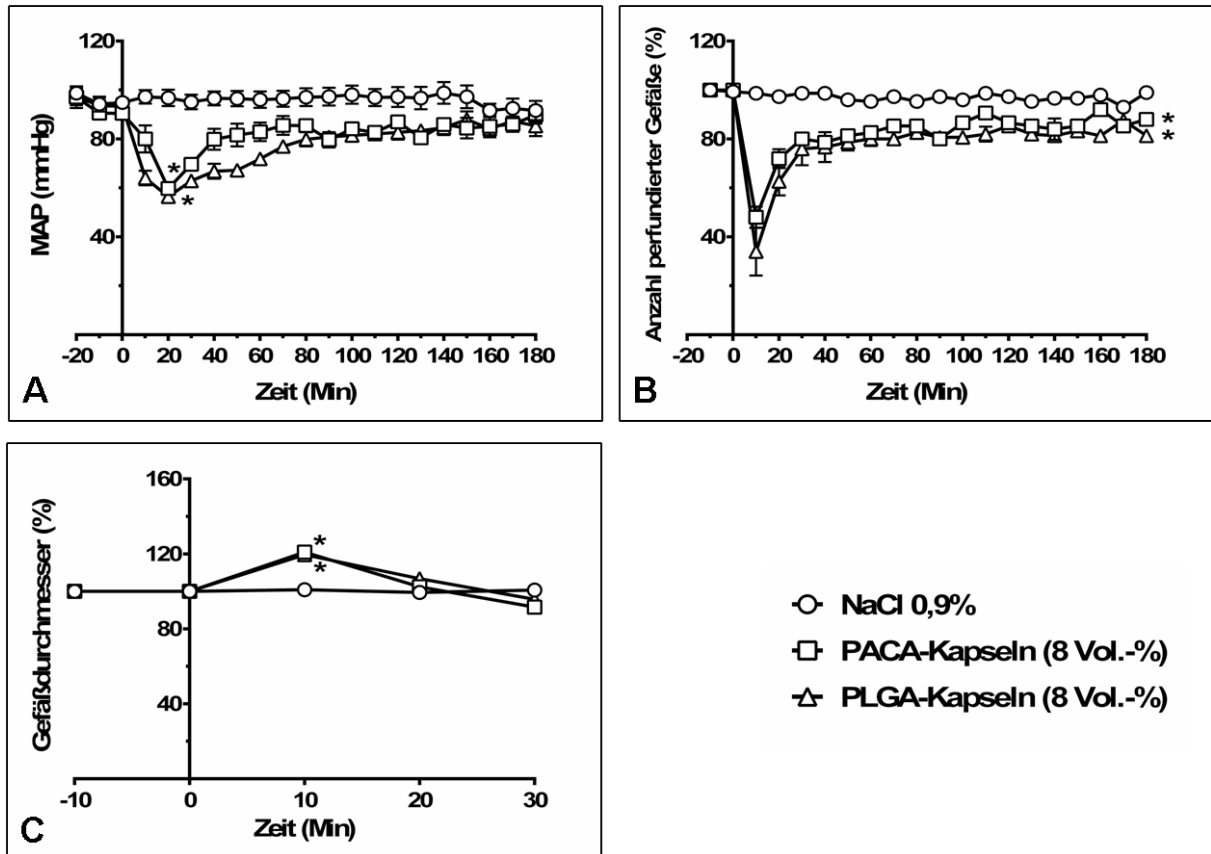 120
80
40
MAP (mmHg)
-20 0 20 40 60 80 100 120 140 160 180
Zeit (Min)
* *
A
120
80
40
Anzahl perfundierter Gefäße (%)
-20 0 20 40 60 80 100 120 140 160 180
Zeit (Min)
*
*
B
160
120
80
40
Gefäßdurchmesser (%)
*
*
-10 0 10 20 30
Zeit (Min)
C
NaCl 0,9%
PACA-Kapseln (8 Vol.-%)
PLGA-Kapseln (8 Vol.-%)